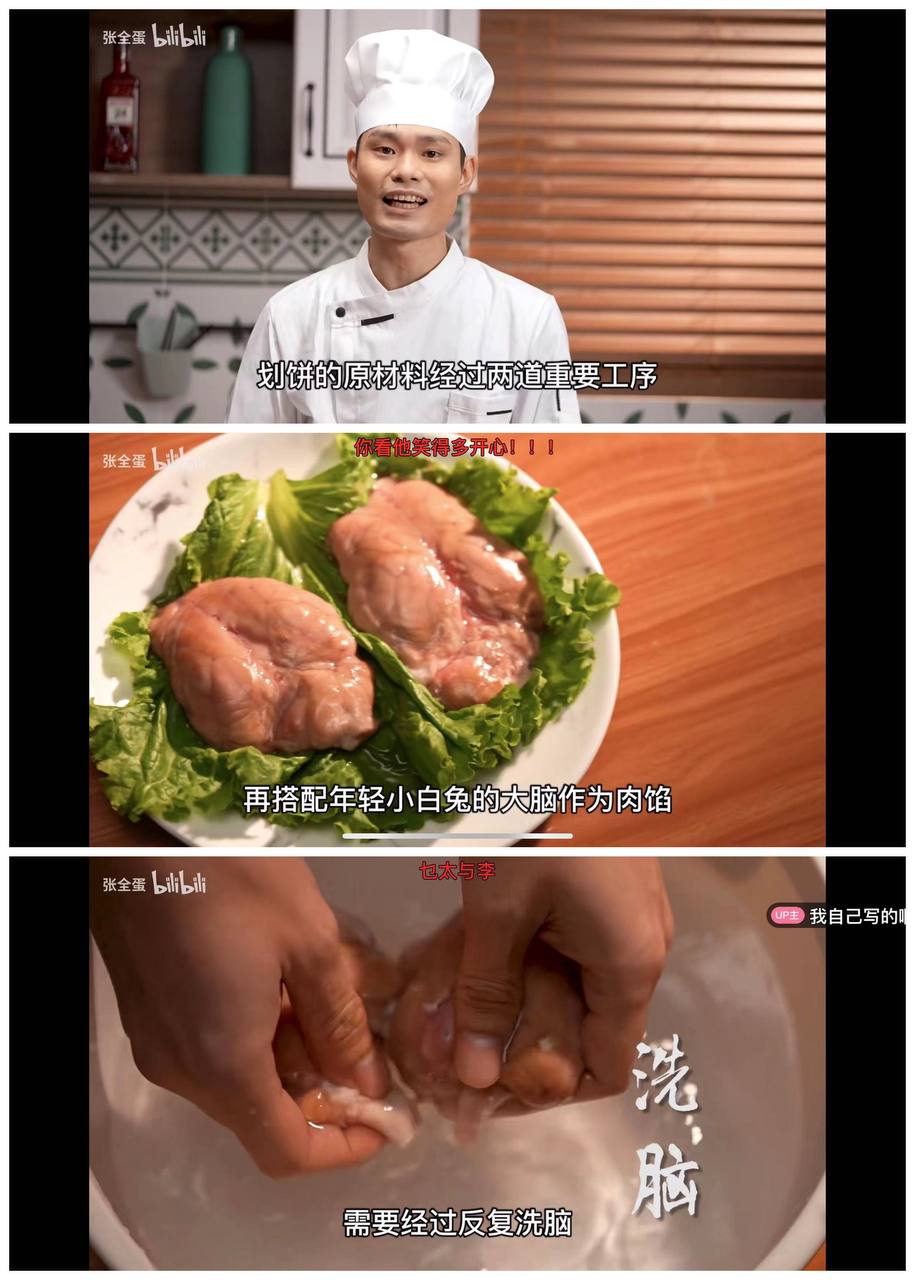 张全蛋 bilibili
划饼的原材料经过两道重要工序
你看他笑得多开心！！！
张全蛋 bilibili
再搭配年轻小白兔的大脑作为肉馅
乜太与李
张全蛋 bilibili
UP主 我自己写的
洗脑
需要经过反复洗脑